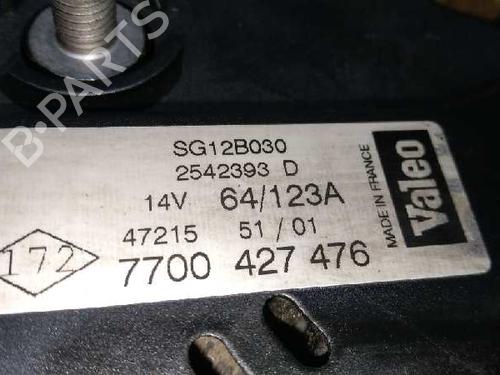 SG12B030
2542393 D
14V 64/123A
47215 51/01
172 7700 427 476
MADE IN FRANCE
Valeo
B-PARTS